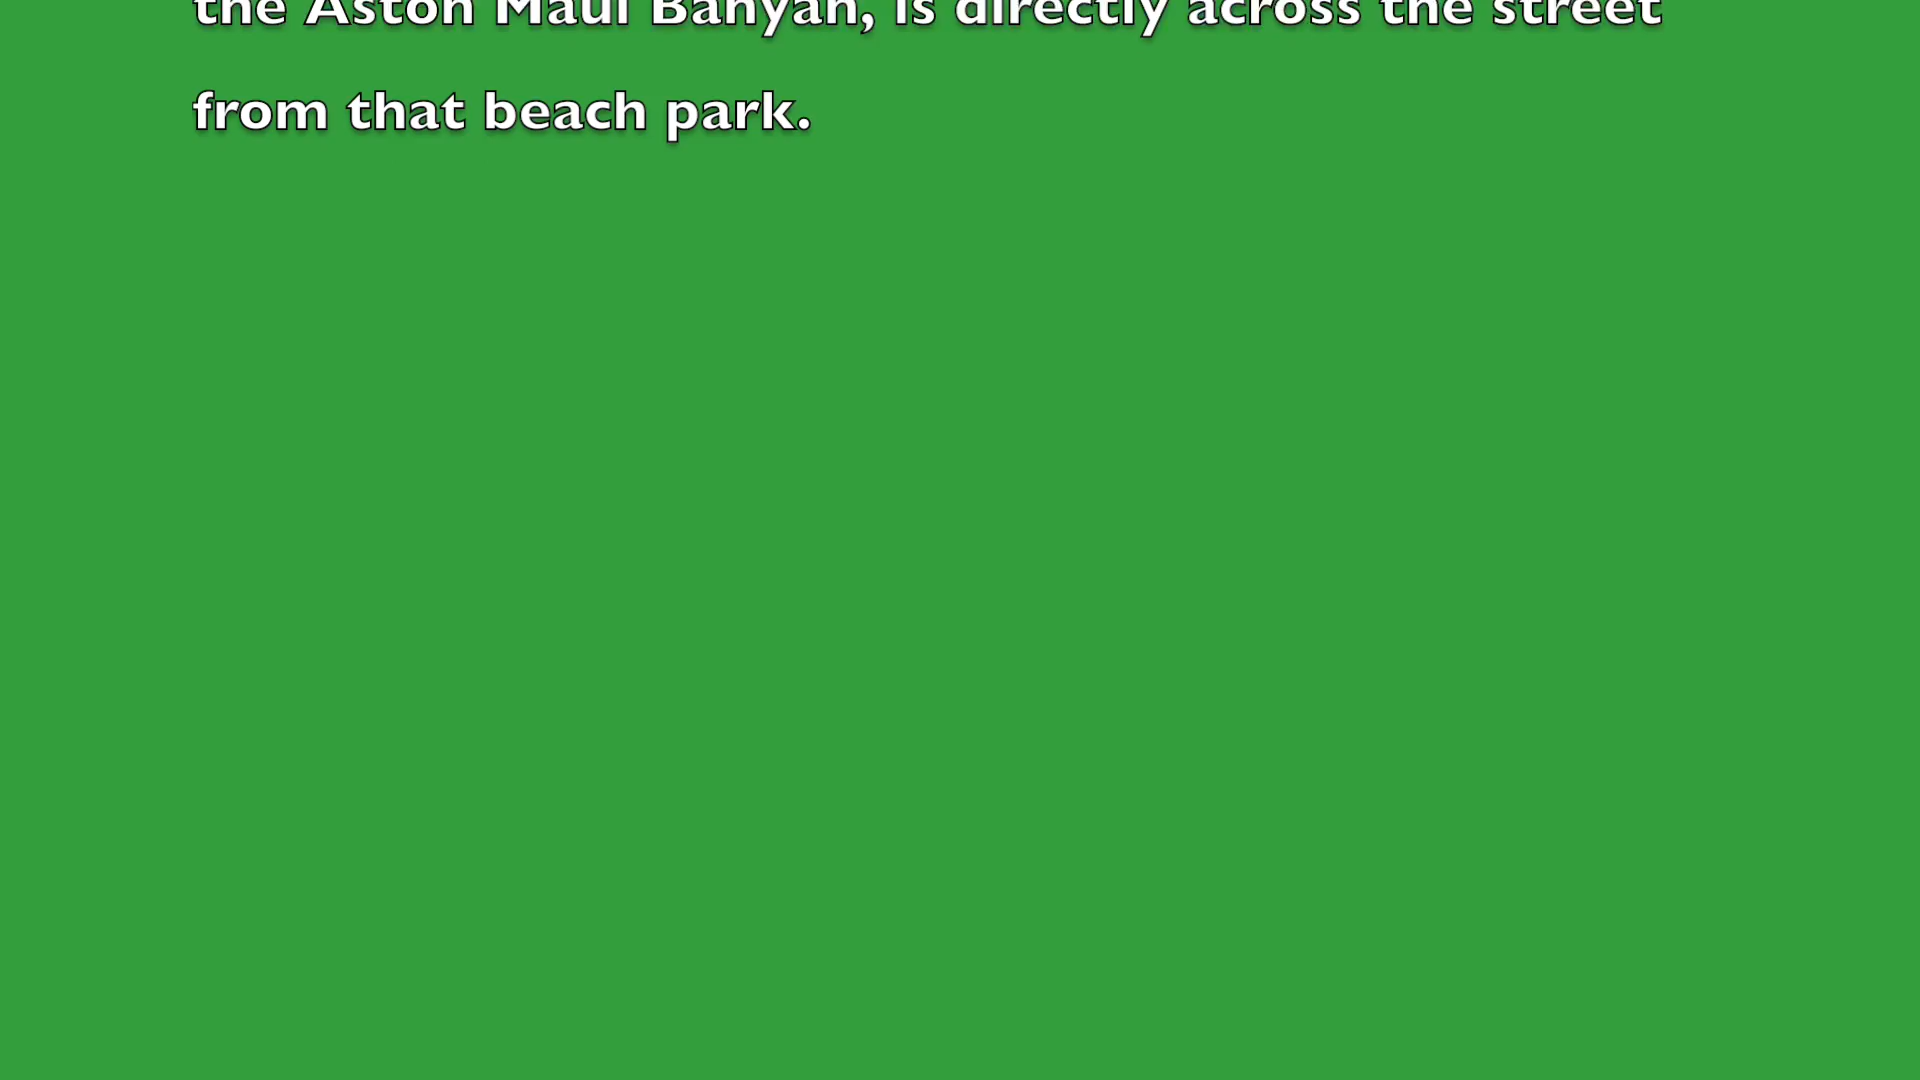 the Aston Maui Banyan, is directly across the street
from that beach park.